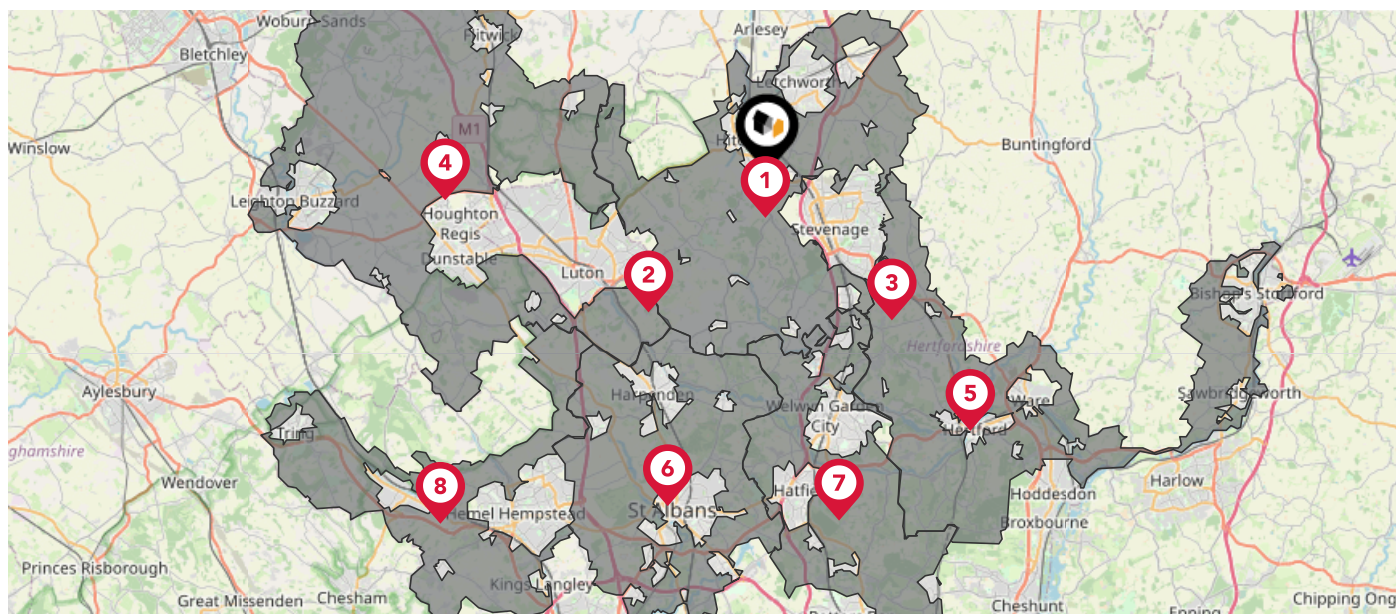 Woburn Sands
Arlesey
Flitwick
Bletchley
Letchworth
M1
Winslow
Buntingford
4
1
Leighton Buzzard
Houghton
Regis
Stevenage
Dunstable
Luton
2
3
Bishop's Stortford
Hertfordshire
Aylesbury
Harpenden
5
Ware
Sawbridgeworth
Welwyn Garden
City
Tring
Hertford
ghamshire
Wendover
6
7
8
Harlow
Hatfie
Hoddesdon
Hemel Hempstead
St Albans
Broxbourne
Princes Risborough
Kings Langley
Great Missenden
Chesham
Cheshunt
Chipping Ong